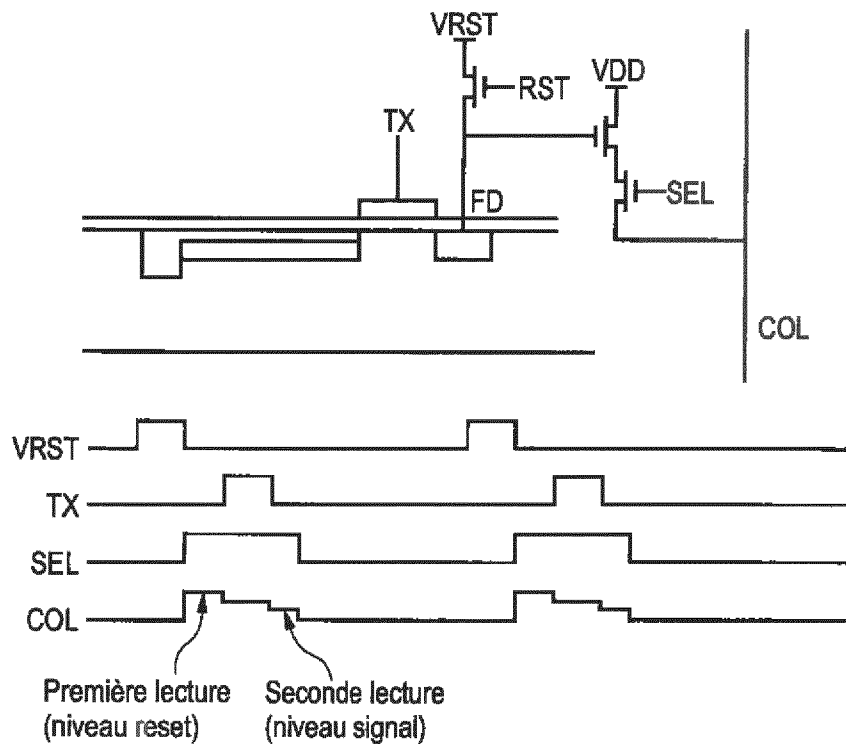 VRST
RST
VDD
TX
FD
SEL
COL
VRST
TX
SEL
COL
Première lecture
(niveau reset)
Seconde lecture
(niveau signal)